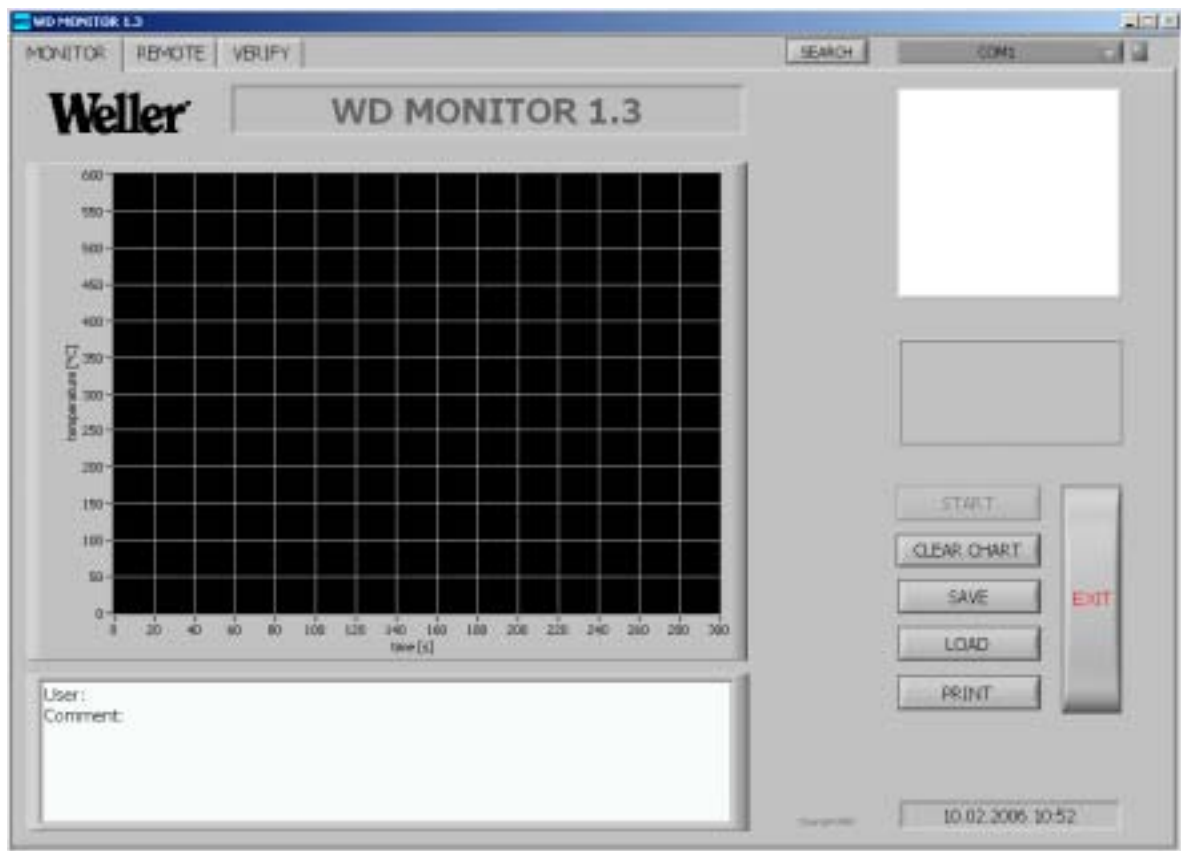 WD MONITOR 1.3
MONITOR REMOTE VERIFY SEARCH COM1
Weller WD MONITOR 1.3
600
550
500
450
400
350
300
250
200
150
100
50
0
temperature [°C]
0 20 40 60 80 100 120 140 160 180 200 220 240 260 280 300
time [s]
START
CLEAR CHART
SAVE
LOAD
PRINT
EXIT
User:
Comment:
10.02.2006 10:52